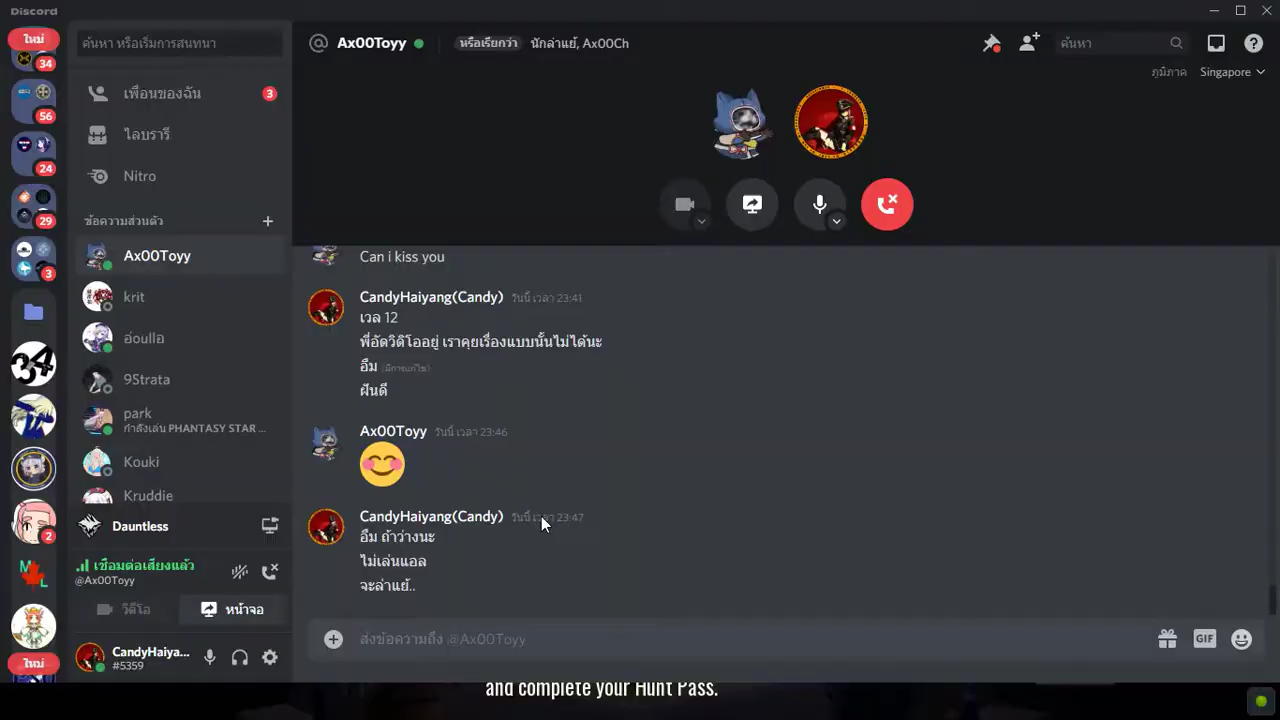 Discord
ใหม่
34
56
24
29
3
2
ใหม่
ค้นหา หรือเริ่มการสนทนา
เพื่อนของฉัน
3
ไลบรารี
Nitro
ข้อความส่วนตัว
Ax00Toyy
krit
อ๋oulla
9Strata
park
กำลังเล่น PHANTASY STAR ...
Kouki
Kruddie
Dauntless
เชื่อมต่อเสียงแล้ว
@Ax00Toyy
วิดีโอ
หน้าจอ
CandyHaiya...
#5359
Ax00Toyy
หรือเรียกว่า นักล่าแย้, Ax00Ch
ค้นหา
ภูมิภาค Singapore
Can i kiss you
CandyHaiyang(Candy) วันนี้ เวลา 23:41
เวล 12
พี่อัดวิดิโออยู่ เราคุยเรื่องแบบนั้นไม่ได้นะ
อืม (มีการแก้ไข)
ฝันดี
Ax00Toyy วันนี้ เวลา 23:46
CandyHaiyang(Candy) วันนี้ เวลา 23:47
อืม ถ้าว่างนะ
ไม่เล่นแอล
จะล่าแย้..
ส่งข้อความถึง @Ax00Toyy
GIF
and complete your Hunt Pass.